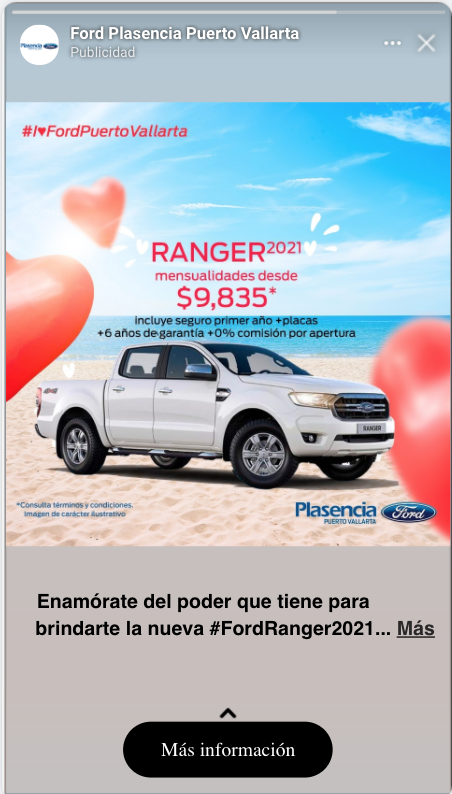 Ford Plasencia Puerto Vallarta
Publicidad
#I♥FordPuertoVallarta
RANGER2021
mensualidades desde
$9,835*
incluye seguro primer año +placas
+6 años de garantía +0% comisión por apertura
4x4
RANGER
*Consulta términos y condiciones.
Imagen de carácter ilustrativo
Plasencia Ford
PUERTO VALLARTA
Enamórate del poder que tiene para
brindarte la nueva #FordRanger2021... Más
Más información